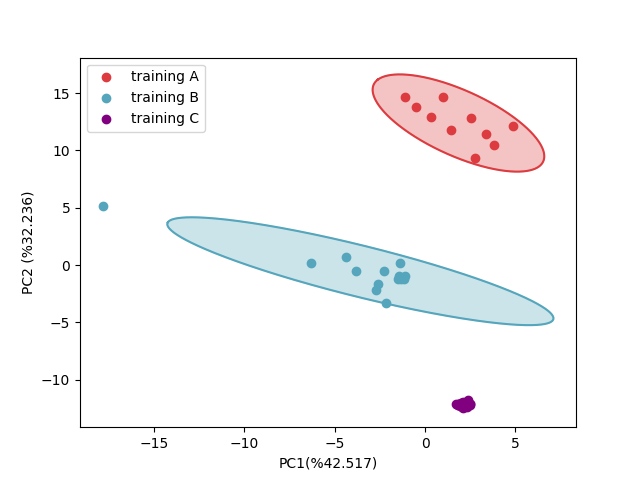 training A
training B
training C
15
10
5
0
−5
−10
PC2 (%32.236)
−15
−10
−5
0
5
PC1(%42.517)